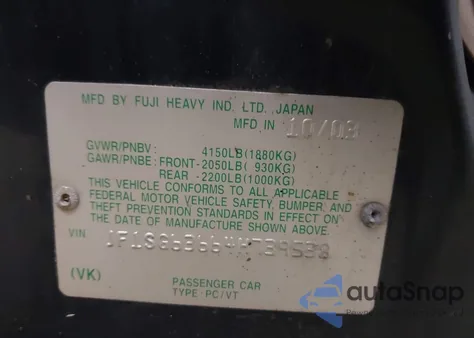 MFD BY FUJI HEAVY IND. LTD. JAPAN
MFD IN 10/03
GVWR/PNBV : 4150LB(1880KG)
GAWR/PNBE: FRONT-2050LB( 930KG)
REAR -2200LB(1000KG)
THIS VEHICLE CONFORMS TO ALL APPLICABLE
FEDERAL MOTOR VEHICLE SAFETY, BUMPER, AND
THEFT PREVENTION STANDARDS IN EFFECT ON
THE DATE OF MANUFACTURE SHOWN ABOVE.
VIN JF1SG63664H739538
(VK)
PASSENGER CAR
TYPE:PC/VT
autoSnap